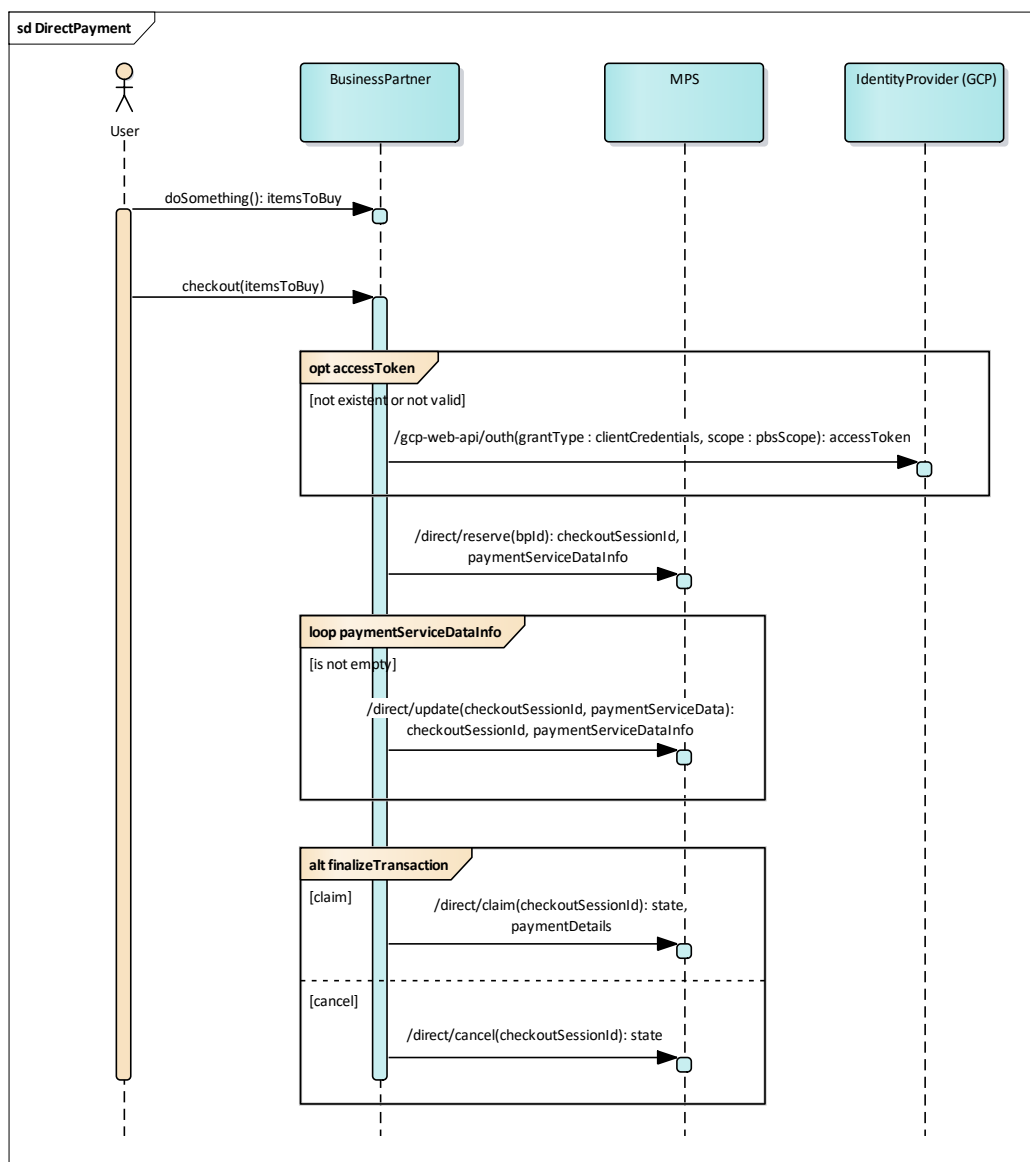 sd DirectPayment
BusinessPartner
MPS
IdentityProvider (GCP)
User
doSomething(): itemsToBuy
checkout(itemsToBuy)
opt accessToken
[not existent or not valid]
/gcp-web-api/outh(grantType : clientCredentials, scope : pbsScope): accessToken
/direct/reserve(bpId): checkoutSessionId,
paymentServiceDataInfo
loop paymentServiceDataInfo
[is not empty]
/direct/update(checkoutSessionId, paymentServiceData):
checkoutSessionId, paymentServiceDataInfo
alt finalizeTransaction
[claim]
/direct/claim(checkoutSessionId): state,
paymentDetails
[cancel]
/direct/cancel(checkoutSessionId): state